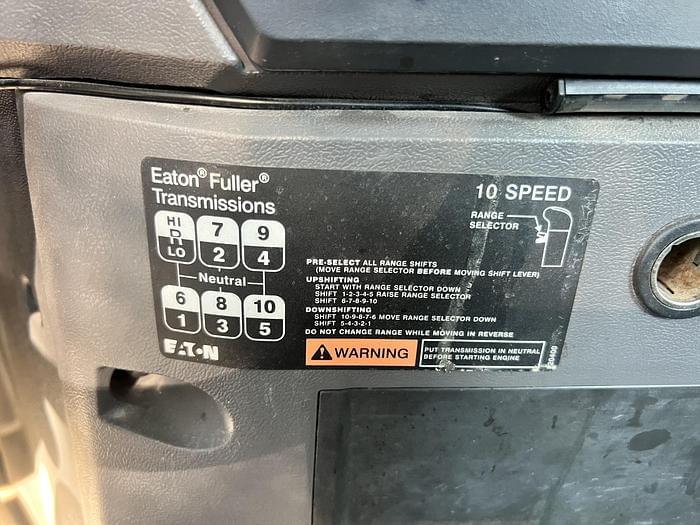 Eaton® Fuller®
Transmissions
10 SPEED
RANGE
SELECTOR
HI
R
LO
7
2
9
4
Neutral
6
1
8
3
10
5
EATON
PRE-SELECT ALL RANGE SHIFTS
(MOVE RANGE SELECTOR BEFORE MOVING SHIFT LEVER)
UPSHIFTING
START WITH RANGE SELECTOR DOWN
SHIFT 1-2-3-4-5 RAISE RANGE SELECTOR
SHIFT 6-7-8-9-10
DOWNSHIFTING
SHIFT 10-9-8-7-6 MOVE RANGE SELECTOR DOWN
SHIFT 5-4-3-2-1
DO NOT CHANGE RANGE WHILE MOVING IN REVERSE
WARNING
PUT TRANSMISSION IN NEUTRAL
BEFORE STARTING ENGINE